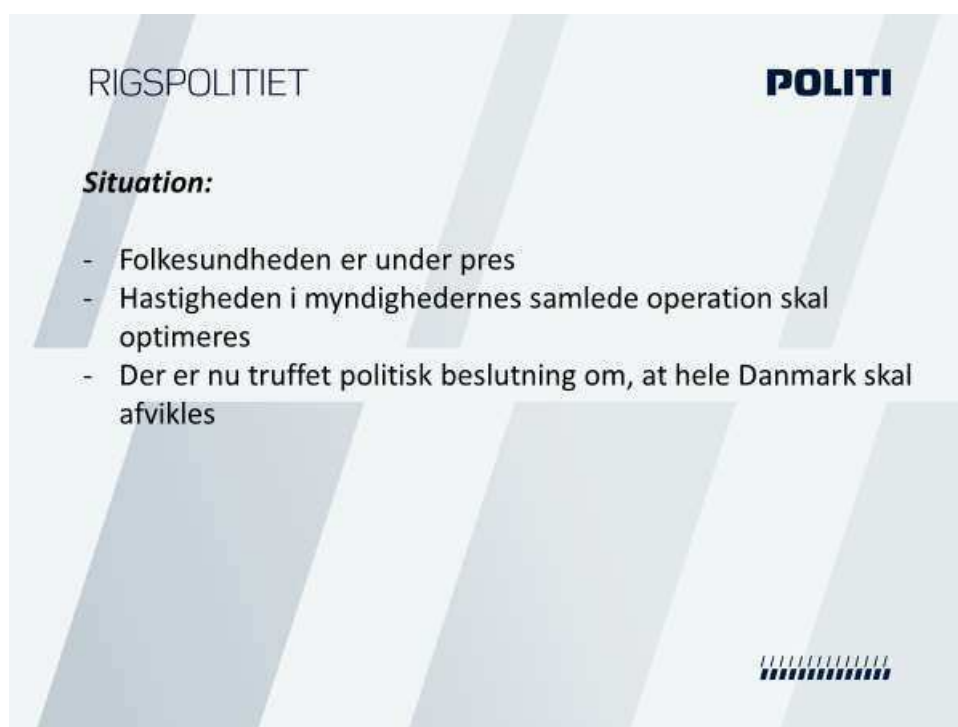 RIGSPOLITIET
POLITI
Situation:
- Folkesundheden er under pres
- Hastigheden i myndighedernes samlede operation skal
optimeres
- Der er nu truffet politisk beslutning om, at hele Danmark skal
afvikles